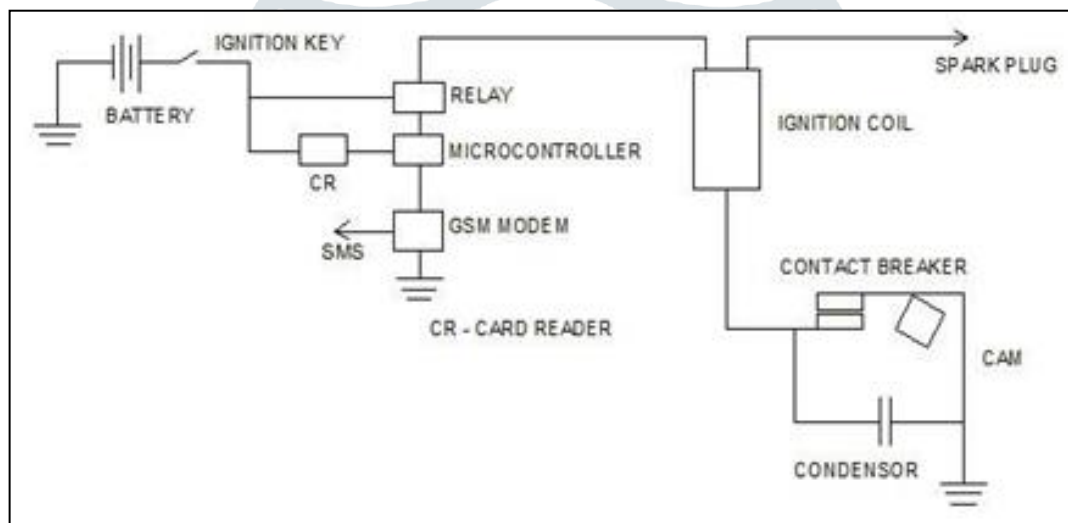 IGNITION KEY
BATTERY
RELAY
MICROCONTROLLER
CR
GSM MODEM
SMS
CR - CARD READER
SPARK PLUG
IGNITION COIL
CONTACT BREAKER
CAM
CONDENSOR